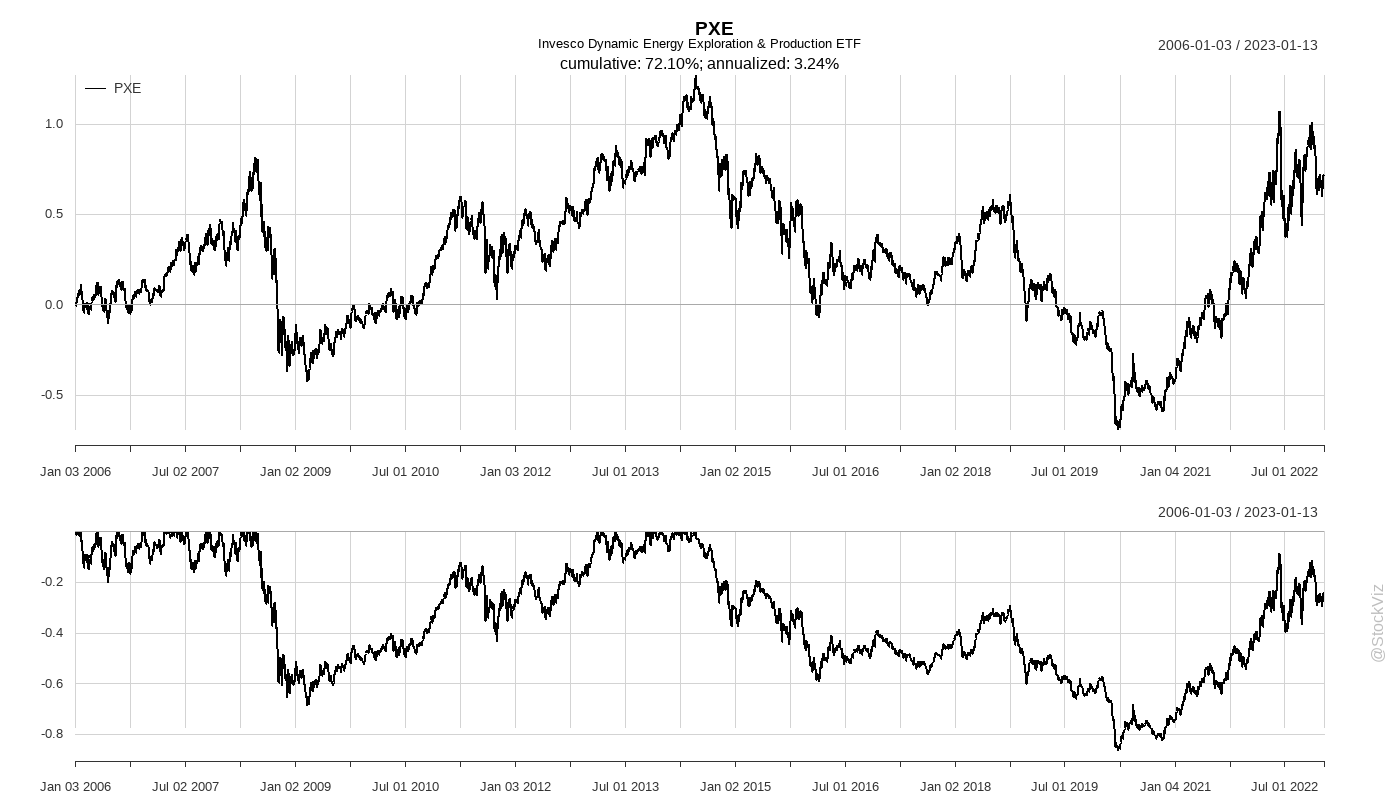 PXE
Invesco Dynamic Energy Exploration & Production ETF
cumulative: 72.10%; annualized: 3.24%
2006-01-03 / 2023-01-13
PXE
1.0
0.5
0.0
-0.5
Jan 03 2006 Jul 02 2007 Jan 02 2009 Jul 01 2010 Jan 03 2012 Jul 01 2013 Jan 02 2015 Jul 01 2016 Jan 02 2018 Jul 01 2019 Jan 04 2021 Jul 01 2022
2006-01-03 / 2023-01-13
-0.2
-0.4
-0.6
-0.8
Jan 03 2006 Jul 02 2007 Jan 02 2009 Jul 01 2010 Jan 03 2012 Jul 01 2013 Jan 02 2015 Jul 01 2016 Jan 02 2018 Jul 01 2019 Jan 04 2021 Jul 01 2022
@StockViz